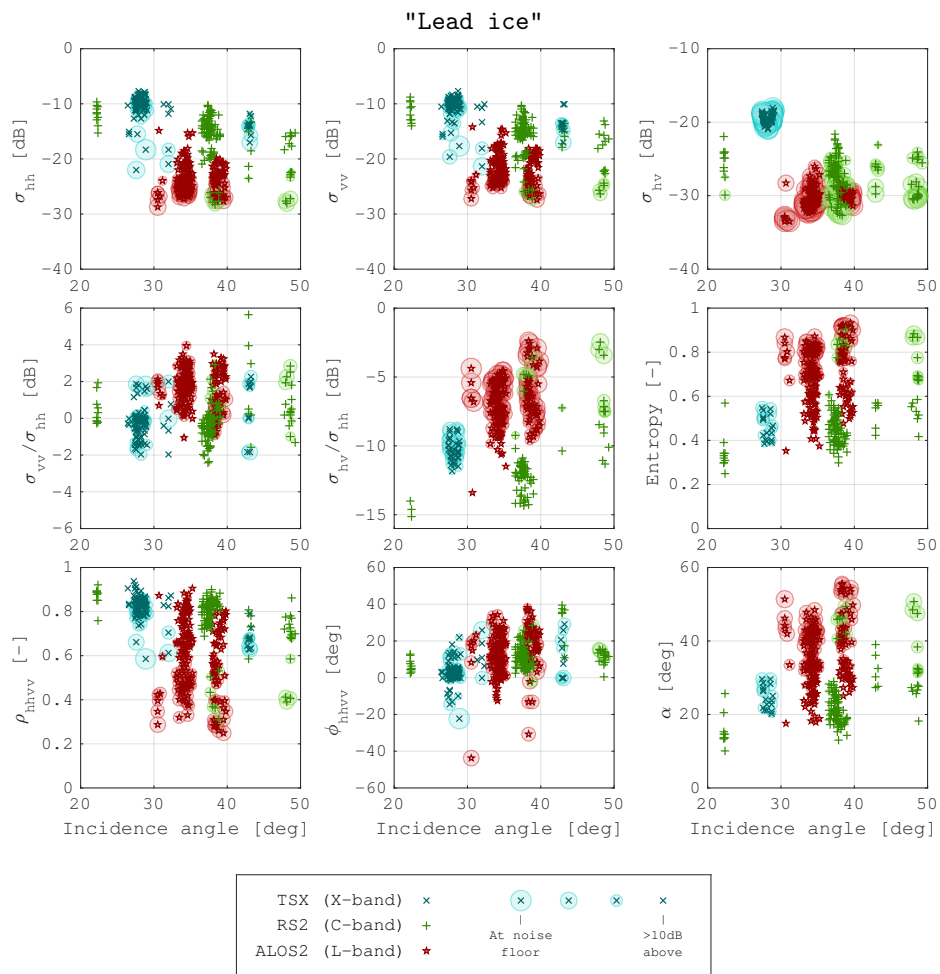 "Lead ice"
0
−10
−20
−30
−40
σhh [dB]
20 30 40 50
0
−10
−20
−30
−40
σvv [dB]
20 30 40 50
−10
−20
−30
−40
σhv [dB]
20 30 40 50
6
4
2
0
−2
−4
−6
σvv/σhh [dB]
20 30 40 50
0
−5
−10
−15
σhv/σhh [dB]
20 30 40 50
1
0.8
0.6
0.4
0.2
0
Entropy [−]
20 30 40 50
1
0.8
0.6
0.4
0.2
0
ρhhvv [−]
20 30 40 50
Incidence angle [deg]
60
40
20
0
−20
−40
−60
ϕhhvv [deg]
20 30 40 50
Incidence angle [deg]
60
40
20
0
α [deg]
20 30 40 50
Incidence angle [deg]
TSX (X−band)
RS2 (C−band)
ALOS2 (L−band)
At noise
floor
>10dB
above